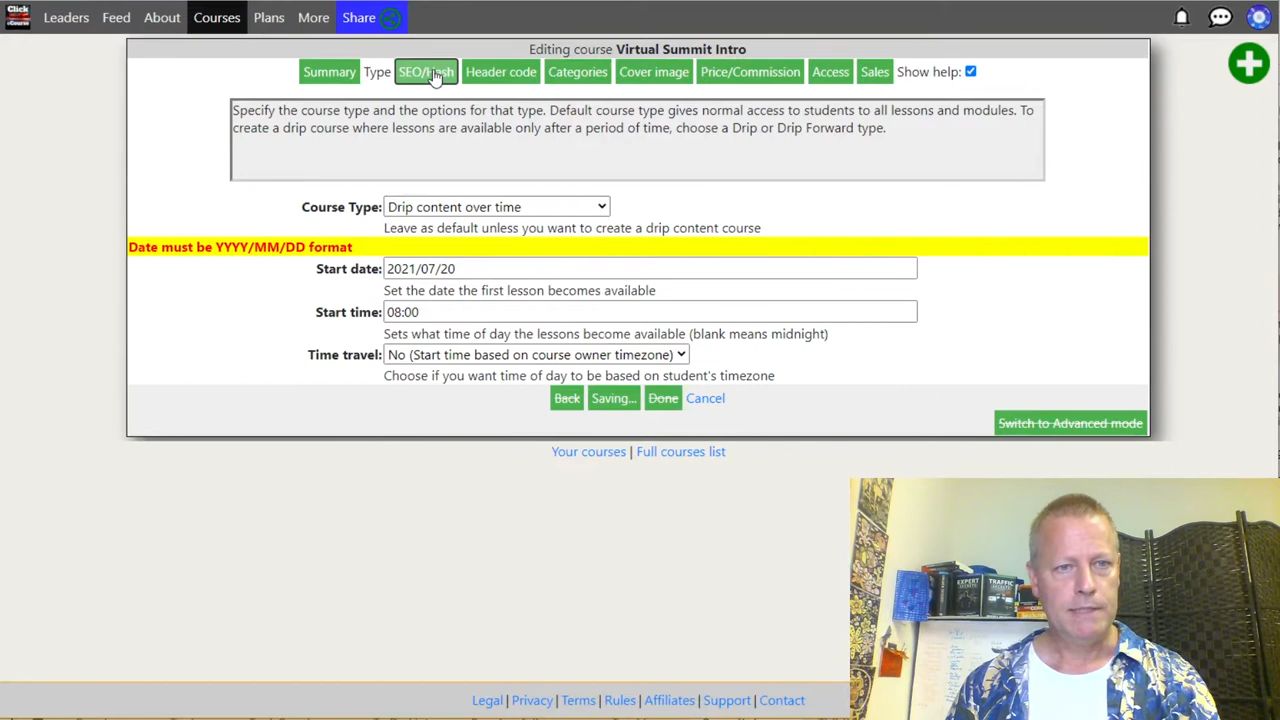 Click
eCourse
Leaders Feed About Courses Plans More Share
Editing course Virtual Summit Intro
Summary Type SEO/Hash Header code Categories Cover image Price/Commission Access Sales Show help:
Specify the course type and the options for that type. Default course type gives normal access to students to all lessons and modules. To
create a drip course where lessons are available only after a period of time, choose a Drip or Drip Forward type.
Course Type: Drip content over time
Leave as default unless you want to create a drip content course
Date must be YYYY/MM/DD format
Start date: 2021/07/20
Set the date the first lesson becomes available
Start time: 08:00
Sets what time of day the lessons become available (blank means midnight)
Time travel: No (Start time based on course owner timezone)
Choose if you want time of day to be based on student's timezone
Back Saving... Done Cancel
Switch to Advanced mode
Your courses | Full courses list
EXPERT SECRETS
TRAFFIC SECRETS
Legal | Privacy | Terms | Rules | Affiliates | Support | Contact